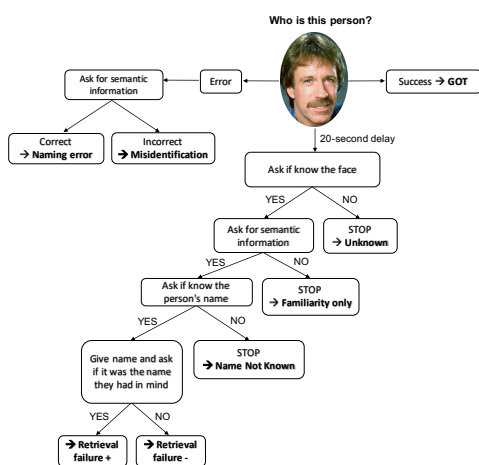 Who is this person?
Ask for semantic
information
Error
Success → GOT
Correct
→ Naming error
Incorrect
→ Misidentification
20-second delay
Ask if know the face
YES
NO
Ask for semantic
information
STOP
→ Unknown
YES
NO
Ask if know the
person's name
STOP
→ Familiarity only
YES
NO
Give name and ask
if it was the name
they had in mind
STOP
→ Name Not Known
YES
NO
→ Retrieval
failure +
→ Retrieval
failure -